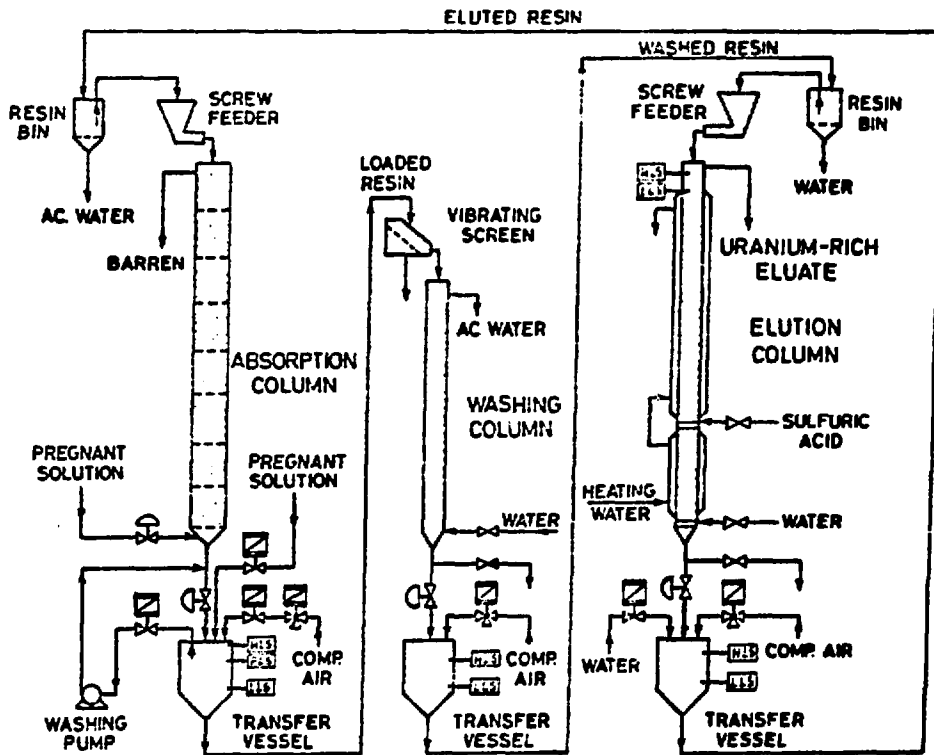 ELUTED RESIN
WASHED RESIN
RESIN
BIN
SCREW
FEEDER
AC. WATER
BARREN
ABSORPTION
COLUMN
PREGNANT
SOLUTION
PREGNANT
SOLUTION
COMP.
AIR
WASHING
PUMP
TRANSFER
VESSEL
LOADED
RESIN
VIBRATING
SCREEN
AC WATER
WASHING
COLUMN
WATER
COMP.
AIR
TRANSFER
VESSEL
SCREW
FEEDER
RESIN
BIN
WATER
URANIUM-RICH
ELUATE
ELUTION
COLUMN
SULFURIC
ACID
HEATING
WATER
WATER
WATER
COMP. AIR
TRANSFER
VESSEL